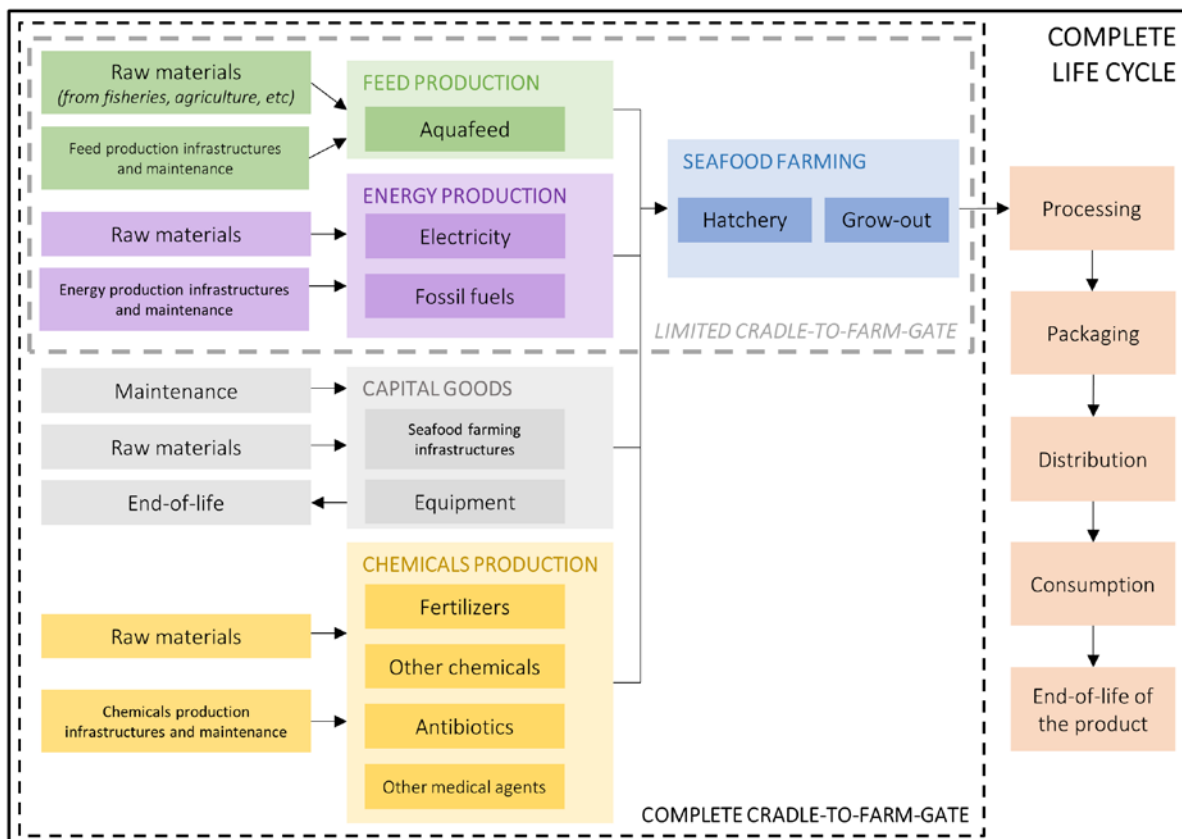 COMPLETE
LIFE CYCLE
Raw materials
(from fisheries, agriculture, etc)
Feed production infrastructures
and maintenance
FEED PRODUCTION
Aquafeed
Raw materials
Energy production infrastructures
and maintenance
ENERGY PRODUCTION
Electricity
Fossil fuels
SEAFOOD FARMING
Hatchery
Grow-out
LIMITED CRADLE-TO-FARM-GATE
Maintenance
Raw materials
End-of-life
CAPITAL GOODS
Seafood farming
infrastructures
Equipment
Raw materials
Chemicals production
infrastructures and maintenance
CHEMICALS PRODUCTION
Fertilizers
Other chemicals
Antibiotics
Other medical agents
COMPLETE CRADLE-TO-FARM-GATE
Processing
Packaging
Distribution
Consumption
End-of-life of
the product